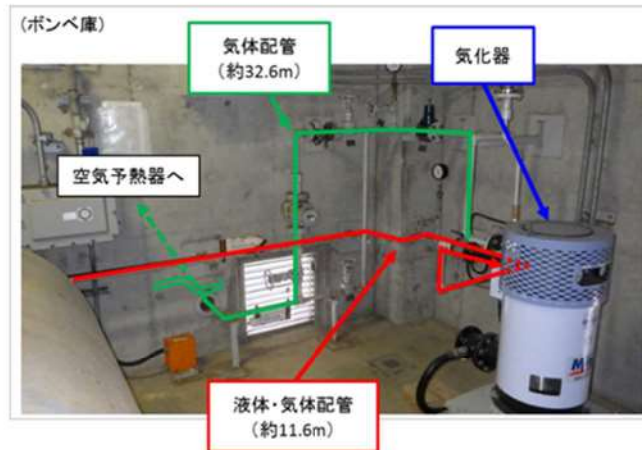 (ボンベ庫)
気体配管
(約32.6m)
気化器
空気予熱器へ
液体・気体配管
(約11.6m)